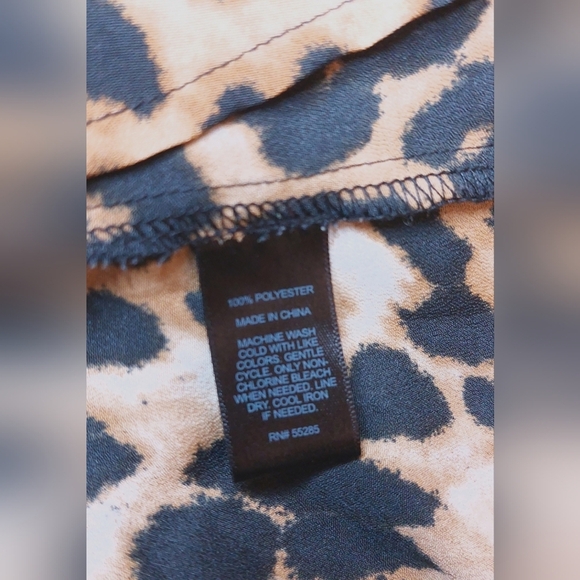 100% POLYESTER
MADE IN CHINA
MACHINE WASH
COLD WITH LIKE
COLORS. GENTLE
CYCLE. ONLY NON-
CHLORINE BLEACH
WHEN NEEDED. LINE
DRY. COOL IRON
IF NEEDED.
RN# 55285